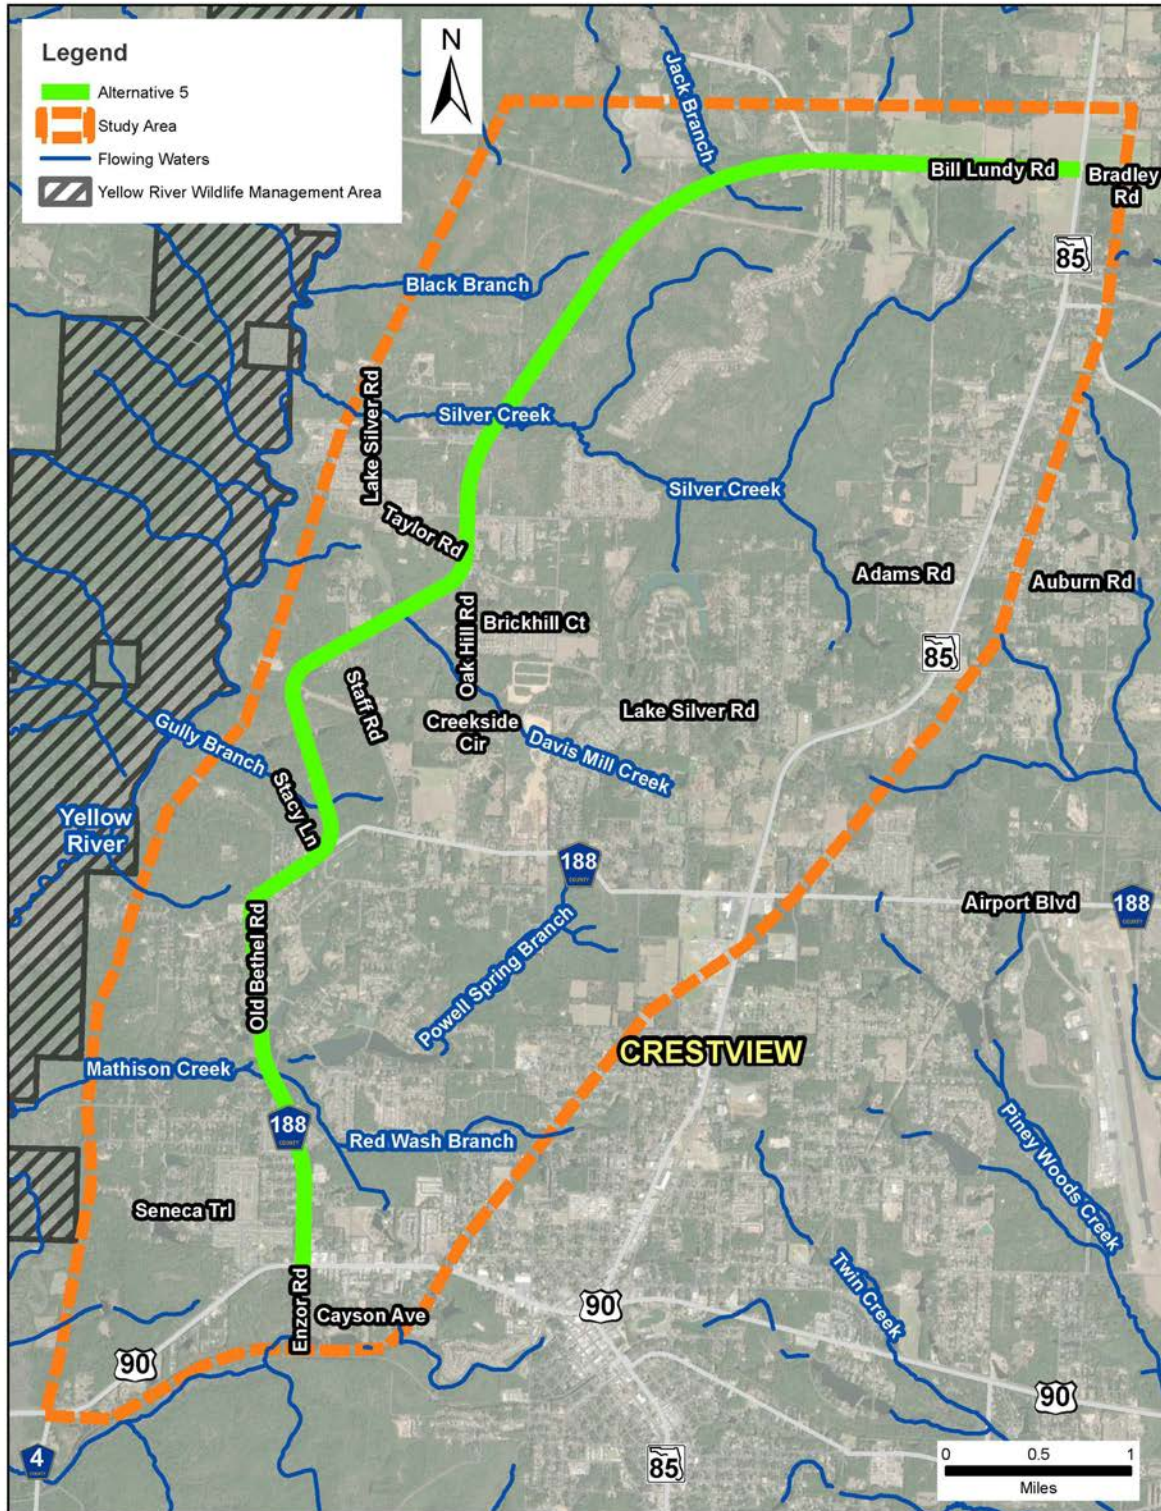 Legend
Alternative 5
Study Area
Flowing Waters
Yellow River Wildlife Management Area
N
Jack Branch
Bill Lundy Rd
Bradley
Rd
85
Black Branch
Lake Silver Rd
Silver Creek
Silver Creek
Taylor Rd
Adams Rd
Auburn Rd
Oak Hill Rd
Brickhill Ct
85
Staff Rd
Creekside
Cir
Lake Silver Rd
Gully Branch
Davis Mill Creek
Stacy Ln
Yellow
River
188
COUNTY
Airport Blvd
188
COUNTY
Old Bethel Rd
Powell Spring Branch
CRESTVIEW
Mathison Creek
188
COUNTY
Red Wash Branch
Piney Woods Creek
Seneca Trl
Enzor Rd
Cayson Ave
90
Twin Creek
90
90
4
COUNTY
85
0 0.5 1
Miles